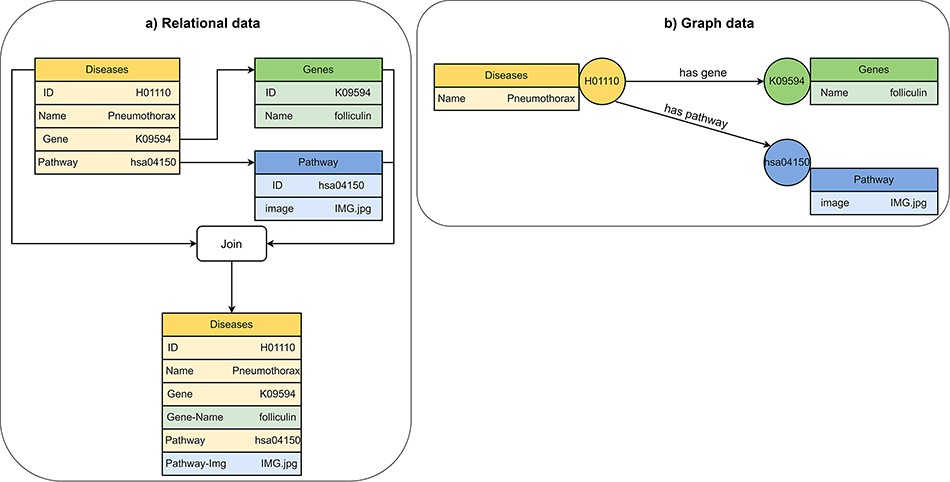 a) Relational data
Diseases
ID H01110
Name Pneumothorax
Gene K09594
Pathway hsa04150
Genes
ID K09594
Name folliculin
Pathway
ID hsa04150
image IMG.jpg
Join
Diseases
ID H01110
Name Pneumothorax
Gene K09594
Gene-Name folliculin
Pathway hsa04150
Pathway-Img IMG.jpg
b) Graph data
Diseases
Name Pneumothorax
H01110
has gene
has pathway
K09594
Genes
Name folliculin
hsa04150
Pathway
image IMG.jpg